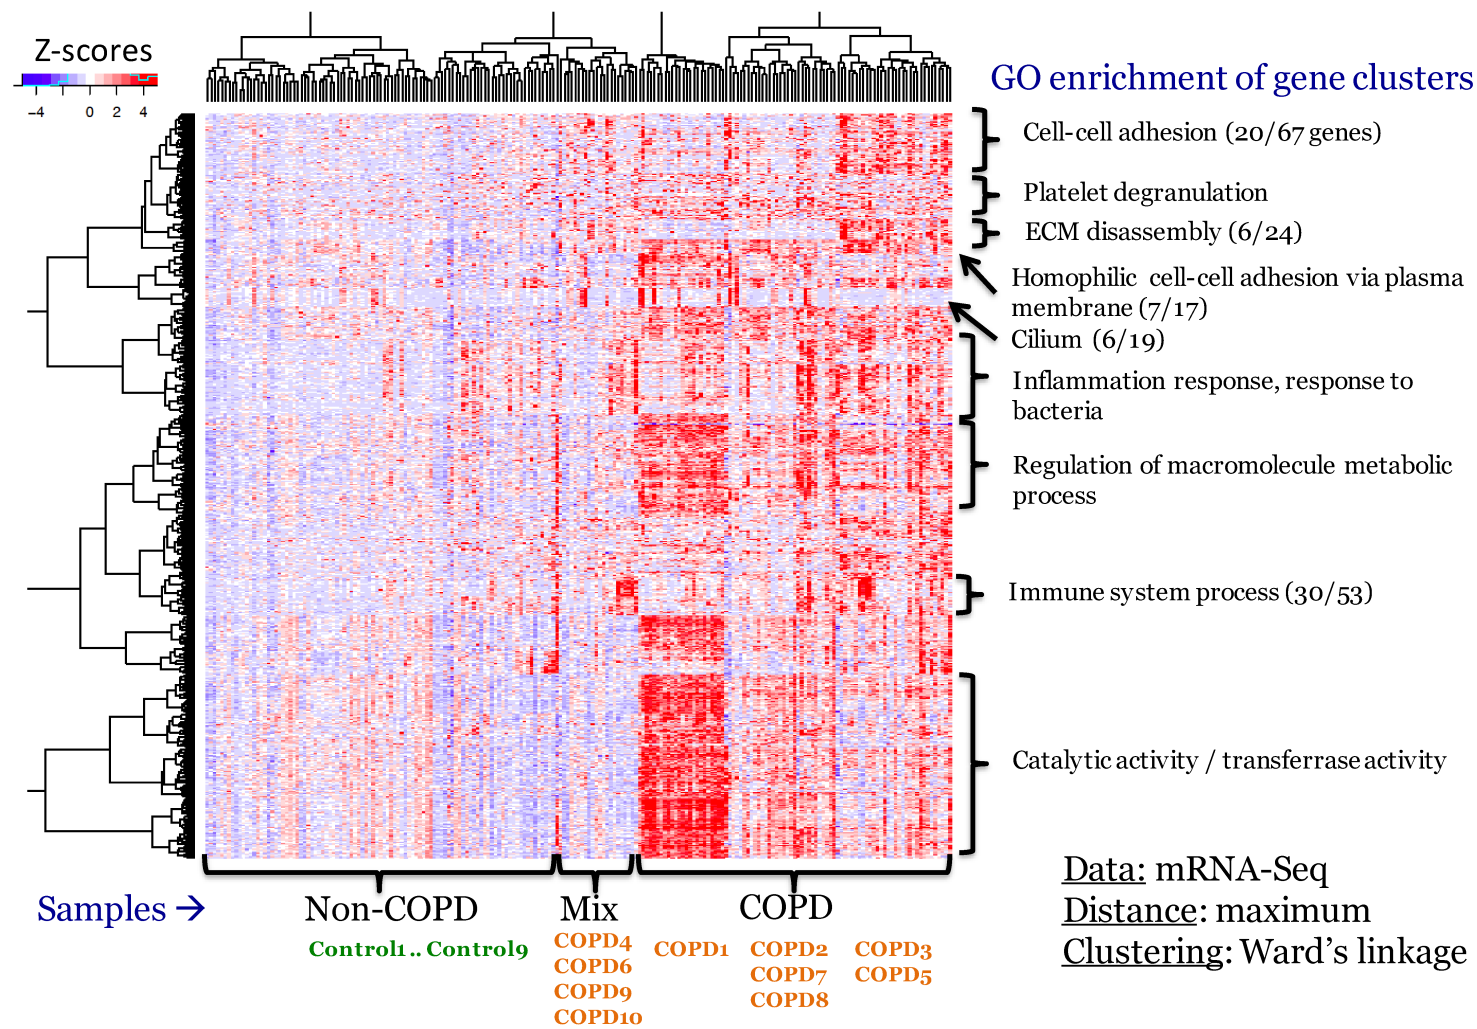 Z-scores
−4 0 2 4
GO enrichment of gene clusters
Cell-cell adhesion (20/67 genes)
Platelet degranulation
ECM disassembly (6/24)
Homophilic cell-cell adhesion via plasma
membrane (7/17)
Cilium (6/19)
Inflammation response, response to
bacteria
Regulation of macromolecule metabolic
process
Immune system process (30/53)
Catalytic activity / transferrase activity
Samples →
Non-COPD
Mix
COPD
Control1 .. Control9
COPD4
COPD6
COPD9
COPD10
COPD1
COPD2
COPD7
COPD8
COPD3
COPD5
Data: mRNA-Seq
Distance: maximum
Clustering: Ward's linkage